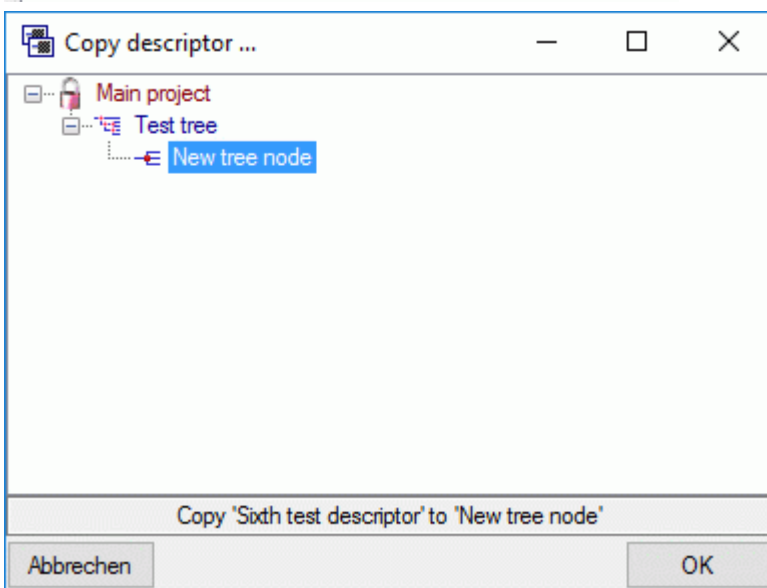 Copy descriptor ...
Main project
Test tree
New tree node
Copy 'Sixth test descriptor' to 'New tree node'
Abbrechen
OK